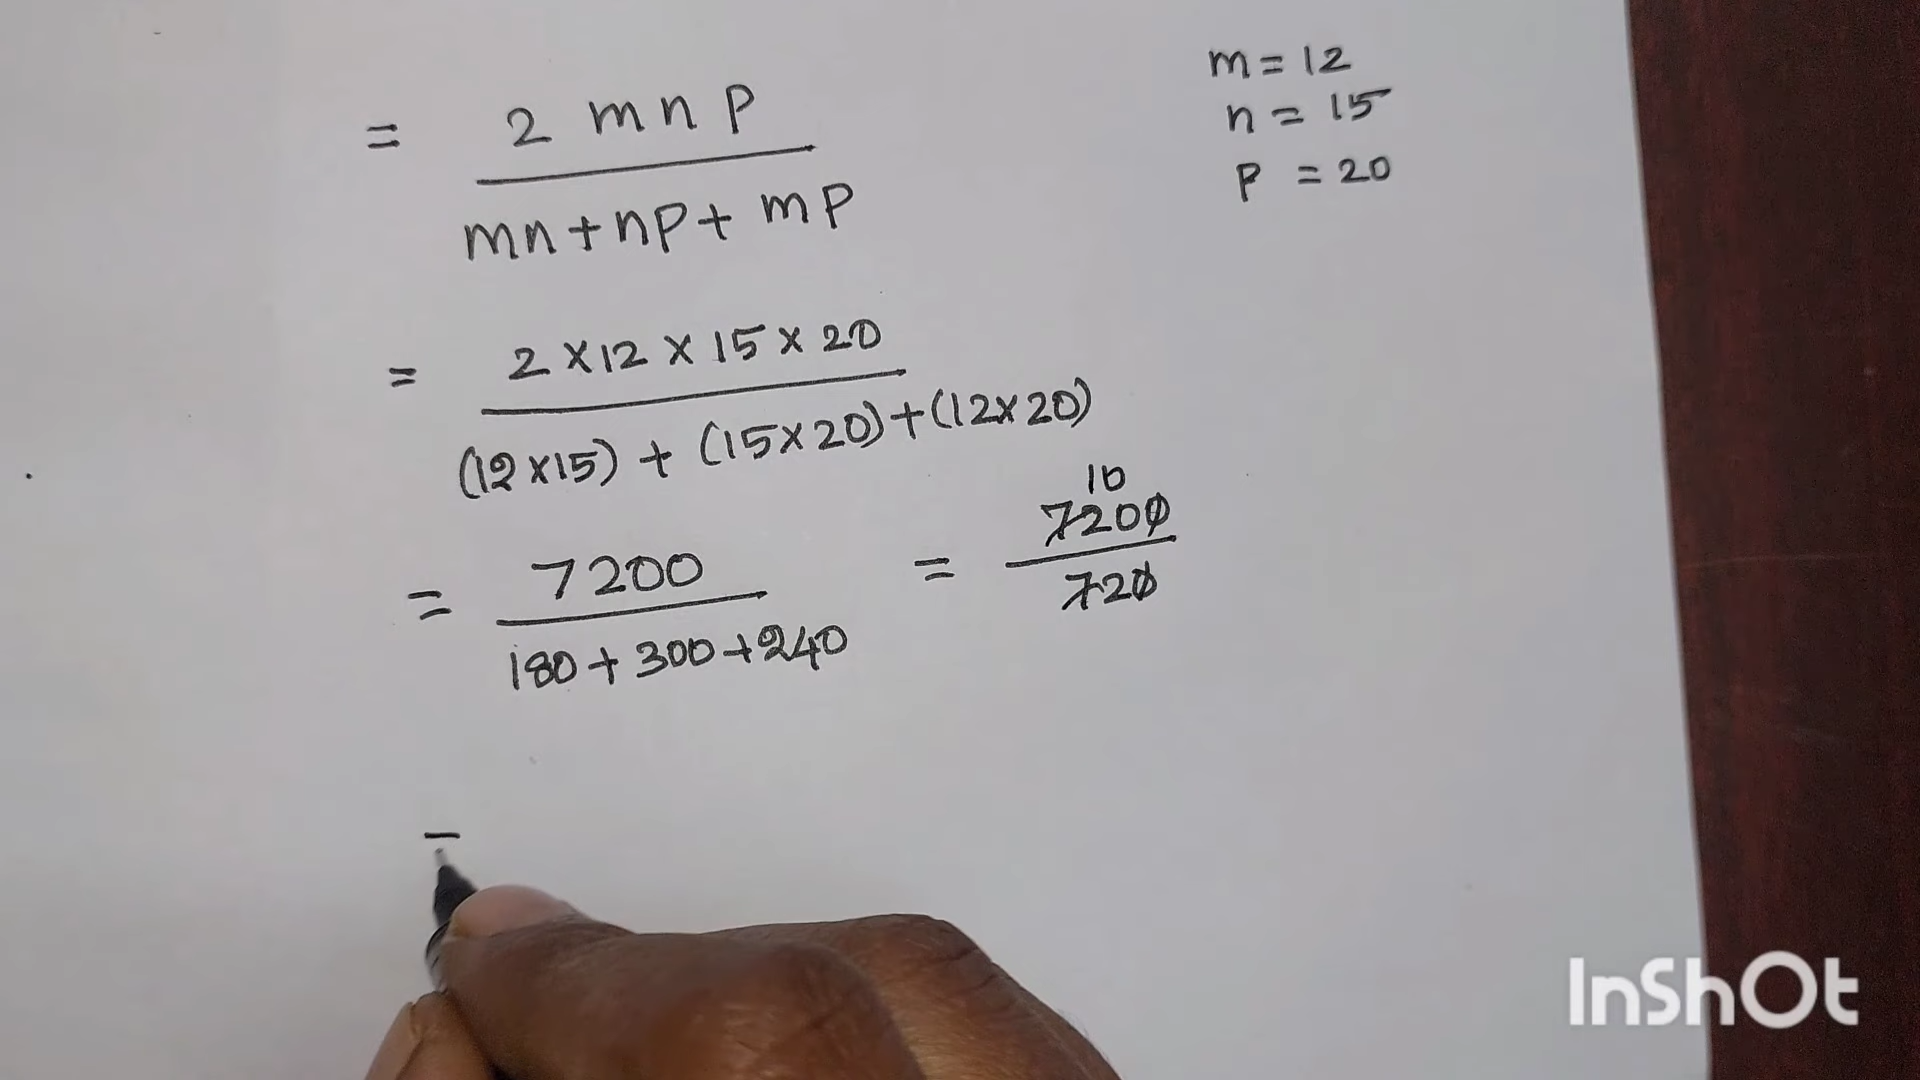 = 2 m n p / mn + np + mp
m = 12
n = 15
p = 20
= 2 × 12 × 15 × 20 / (12 × 15) + (15 × 20) + (12 × 20)
= 7200 / 180 + 300 + 240 = 7200 / 720
10
InShOt